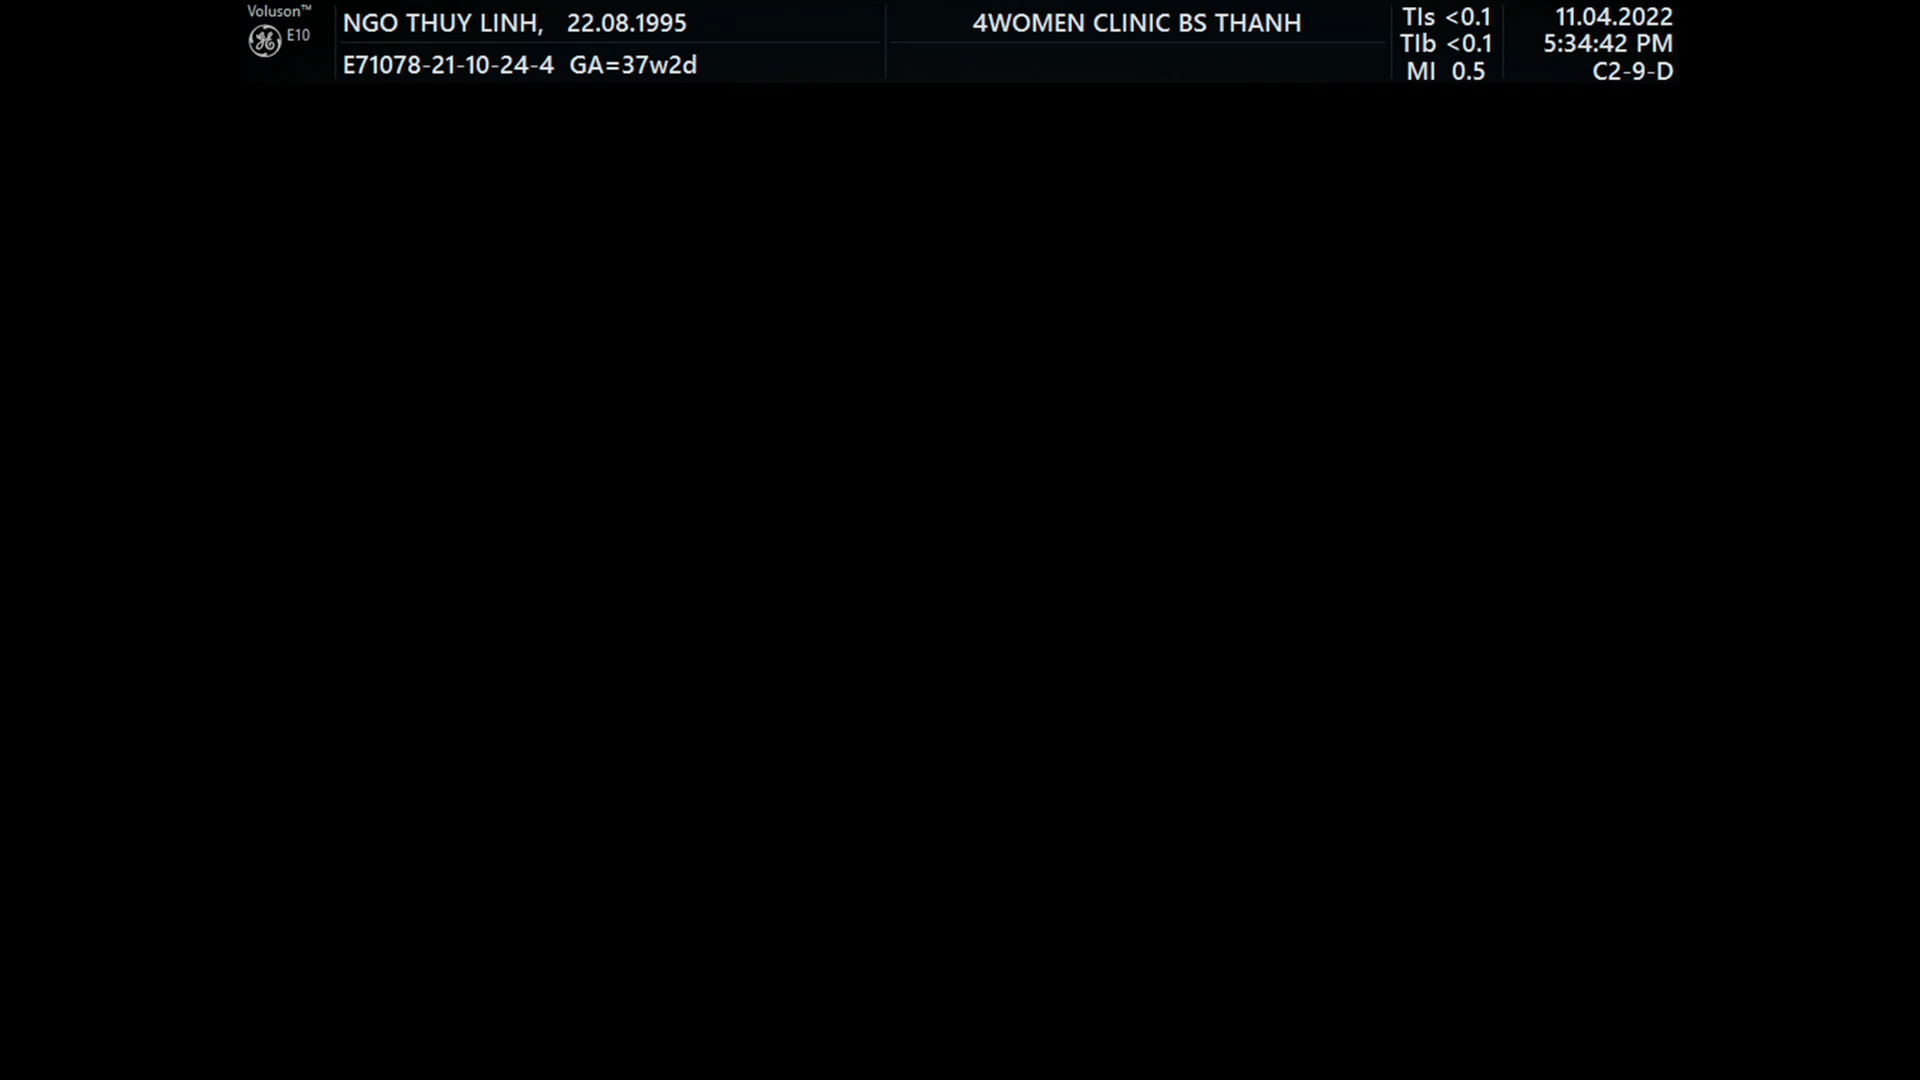 Voluson™
E10
NGO THUY LINH, 22.08.1995
E71078-21-10-24-4 GA=37w2d
4WOMEN CLINIC BS THANH
TIs <0.1
TIb <0.1
MI 0.5
11.04.2022
5:34:42 PM
C2-9-D